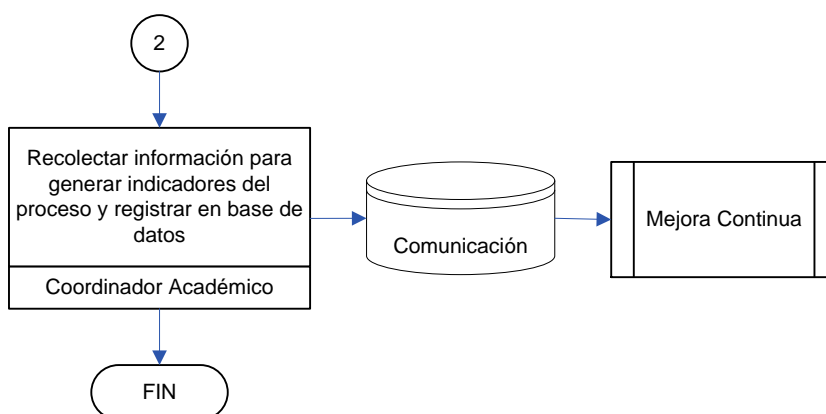 2
Recolectar información para
generar indicadores del
proceso y registrar en base de
datos
Coordinador Académico
Comunicación
Mejora Continua
FIN